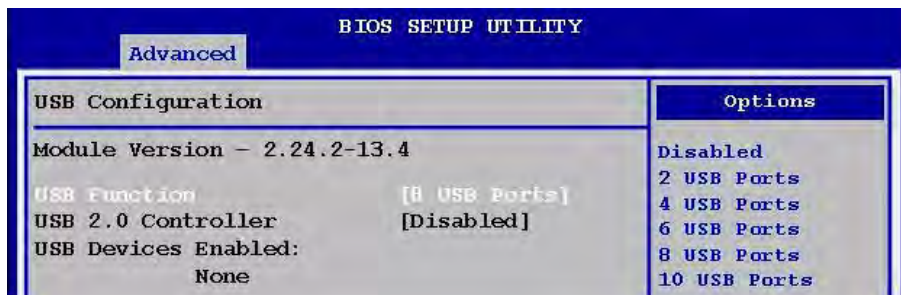 BIOS SETUP UTILITY
Advanced
USB Configuration
Module Version - 2.24.2-13.4
USB Function [8 USB Ports]
USB 2.0 Controller [Disabled]
USB Devices Enabled:
None
Options
Disabled
2 USB Ports
4 USB Ports
6 USB Ports
8 USB Ports
10 USB Ports